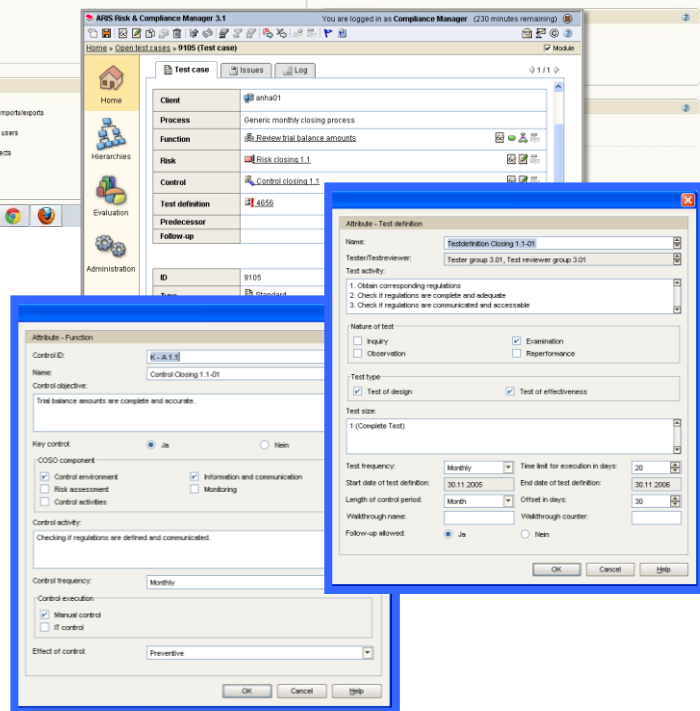 ARIS Risk & Compliance Manager 3.1
You are logged in as Compliance Manager (230 minutes remaining)
Home » Open test cases » 9105 (Test case)
Module
Home
Hierarchies
Evaluation
Administration
Test case
Issues
Log
1 / 1
Client
anha01
Process
Generic monthly closing process
Function
Review trial balance amounts
Risk
Risk closing 1.1
Control
Control closing 1.1
Test definition
4656
Predecessor
Follow-up
ID
9105
Standard
mports/exports
users
ects
Attribute - Function
Control ID:
K - A 1.1
Name:
Control Closing 1.1-01
Control objective:
Trial balance amounts are complete and accurate.
Key control:
Ja
Nein
COSO component
Control environment
Information and communication
Risk assessment
Monitoring
Control activities
Control activity:
Checking if regulations are defined and communicated.
Control frequency:
Monthly
Control execution
Manual control
IT control
Effect of control:
Preventive
OK
Cancel
Help
Attribute - Test definition
Name:
Testdefinition Closing 1.1-01
Tester/Testreviewer:
Tester group 3.01, Test reviewer group 3.01
Test activity:
1. Obtain corresponding regulations
2. Check if regulations are complete and adequate
3. Check if regulations are communicated and accessable
Nature of test
Inquiry
Examination
Observation
Reperformance
Test type
Test of design
Test of effectiveness
Test size:
1 (Complete Test)
Test frequency:
Monthly
Time limit for execution in days:
20
Start date of test definition:
30.11.2005
End date of test definition:
30.11.2006
Length of control period:
Month
Offset in days:
30
Walkthrough name:
Walkthrough counter:
Follow-up allowed:
Ja
Nein
OK
Cancel
Help